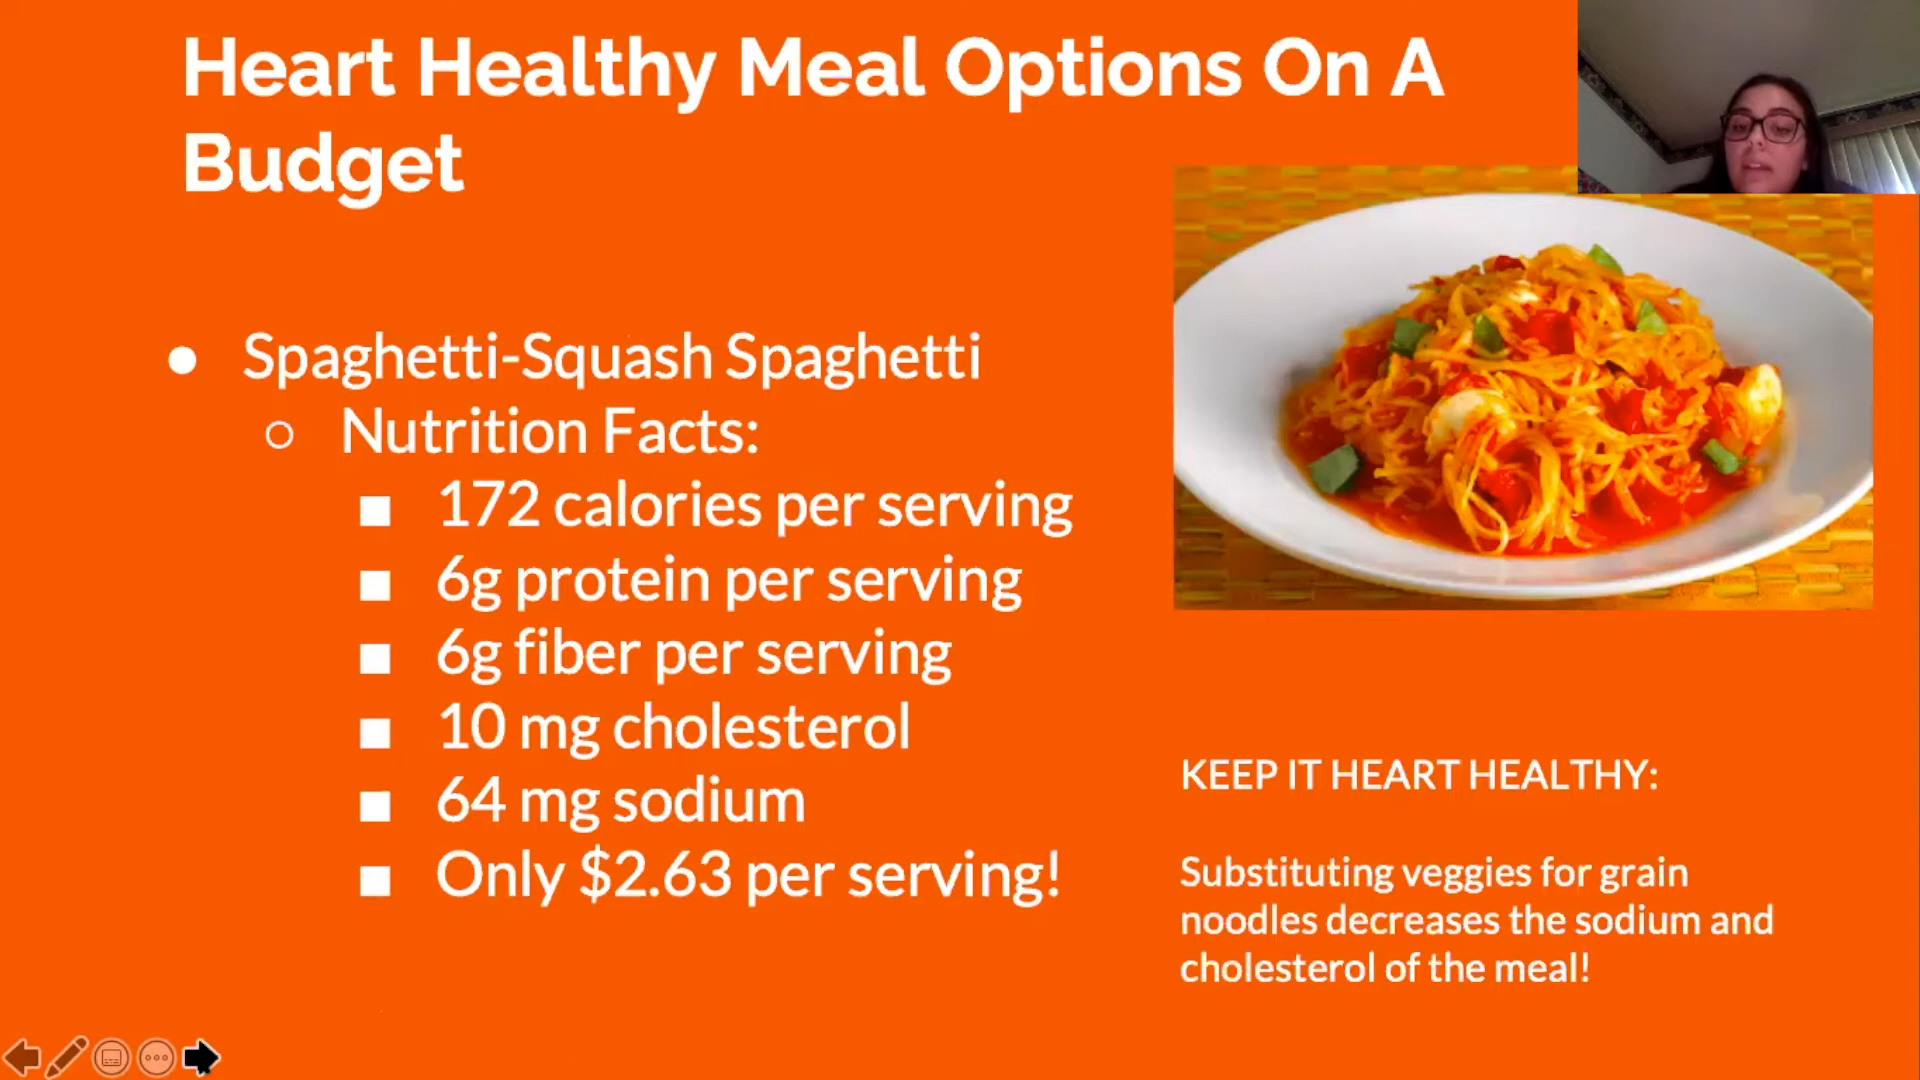 Heart Healthy Meal Options On A
Budget
Spaghetti-Squash Spaghetti
Nutrition Facts:
172 calories per serving
6g protein per serving
6g fiber per serving
10 mg cholesterol
64 mg sodium
Only $2.63 per serving!
KEEP IT HEART HEALTHY:
Substituting veggies for grain
noodles decreases the sodium and
cholesterol of the meal!